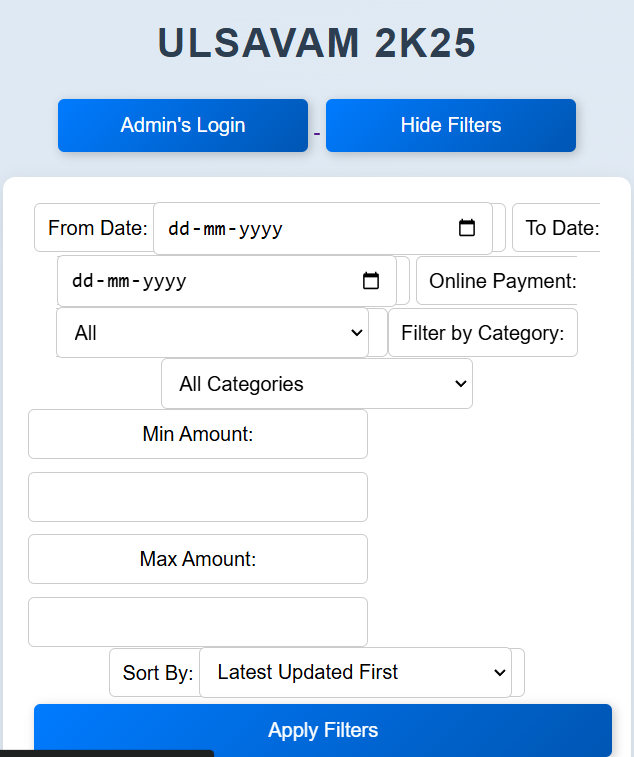 ULSAVAM 2K25
Admin's Login - Hide Filters
From Date: dd-mm-yyyy To Date:
dd-mm-yyyy Online Payment:
All Filter by Category:
All Categories
Min Amount:
Max Amount:
Sort By: Latest Updated First
Apply Filters